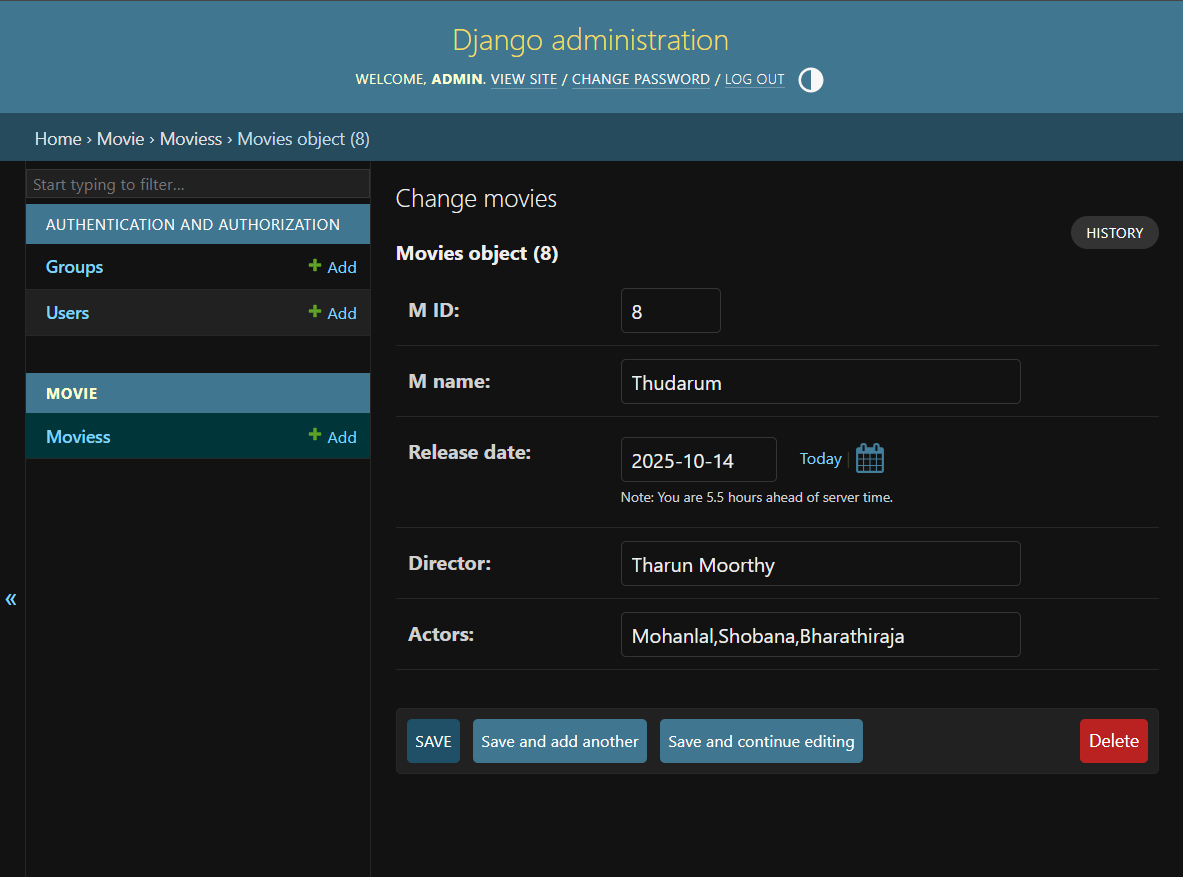 Django administration
WELCOME, ADMIN. VIEW SITE / CHANGE PASSWORD / LOG OUT
Home › Movie › Moviess › Movies object (8)
Start typing to filter...
AUTHENTICATION AND AUTHORIZATION
Groups + Add
Users + Add
MOVIE
Moviess + Add
«
Change movies
HISTORY
Movies object (8)
M ID: 8
M name: Thudarum
Release date: 2025-10-14 Today |
Note: You are 5.5 hours ahead of server time.
Director: Tharun Moorthy
Actors: Mohanlal,Shobana,Bharathiraja
SAVE Save and add another Save and continue editing Delete